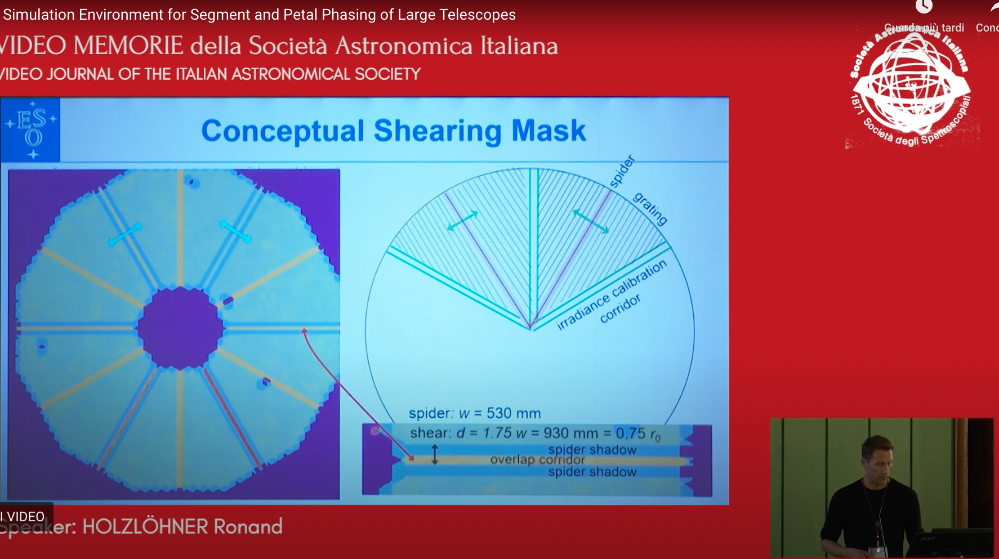 Simulation Environment for Segment and Petal Phasing of Large Telescopes
Guarda più tardi
VIDEO MEMORIE della Società Astronomica Italiana
VIDEO JOURNAL OF THE ITALIAN ASTRONOMICAL SOCIETY
Società Astronomica Italiana
1871 Società degli Spettroscopisti
ESO
Conceptual Shearing Mask
spider
grating
irradiance calibration
corridor
spider: w = 530 mm
shear: d = 1.75 w = 930 mm = 0.75 r₀
spider shadow
overlap corridor
spider shadow
I VIDEO
Speaker: HOLZLÖHNER Ronand
acer